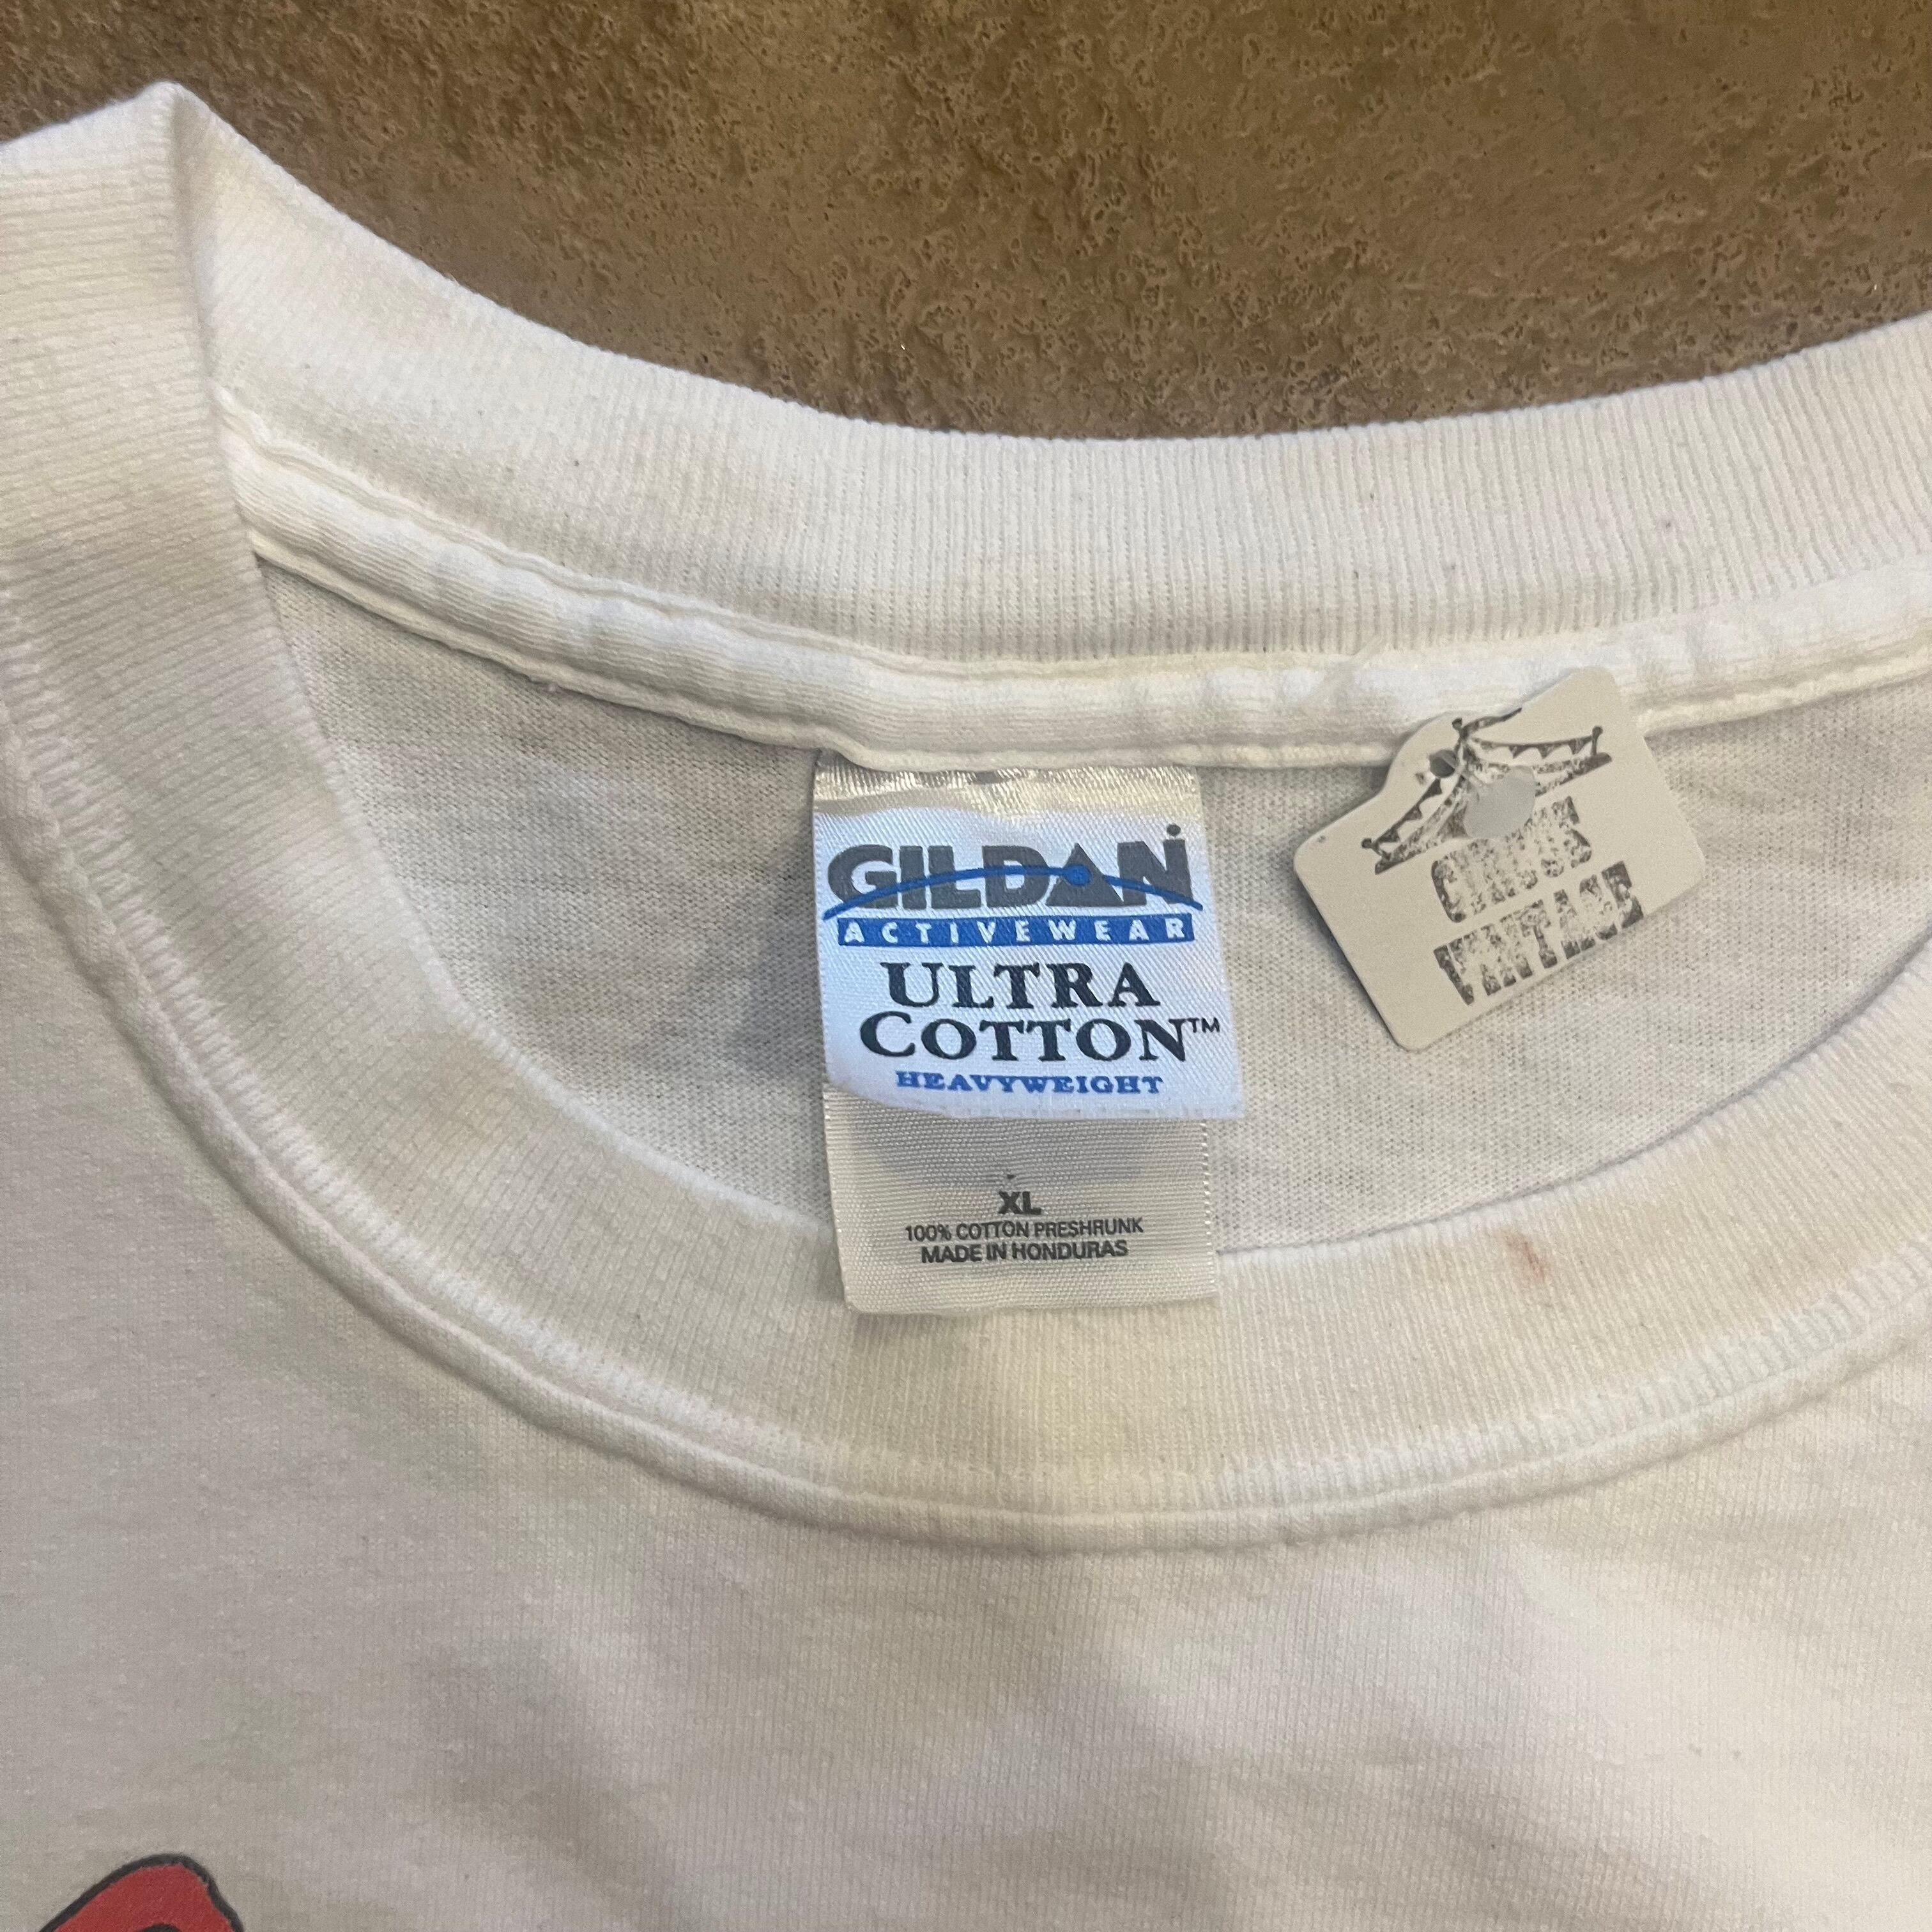 GILDAN
ACTIVEWEAR
ULTRA
COTTON™
HEAVYWEIGHT
XL
100% COTTON PRESHRUNK
MADE IN HONDURAS
CIRCUS
VINTAGE